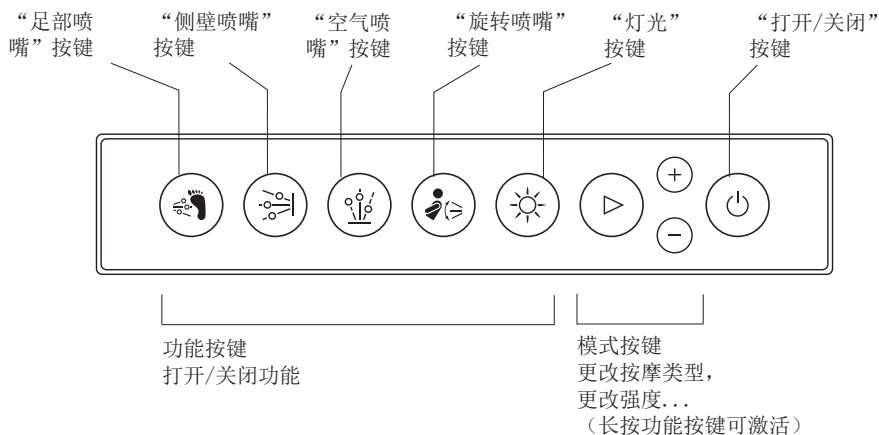 “足部喷
嘴”按键
“侧壁喷嘴”
按键
“空气喷
嘴”按键
“旋转喷嘴”
按键
“灯光”
按键
“打开/关闭”
按键
功能按键
打开/关闭功能
模式按键
更改按摩类型，
更改强度...
（长按功能按键可激活）